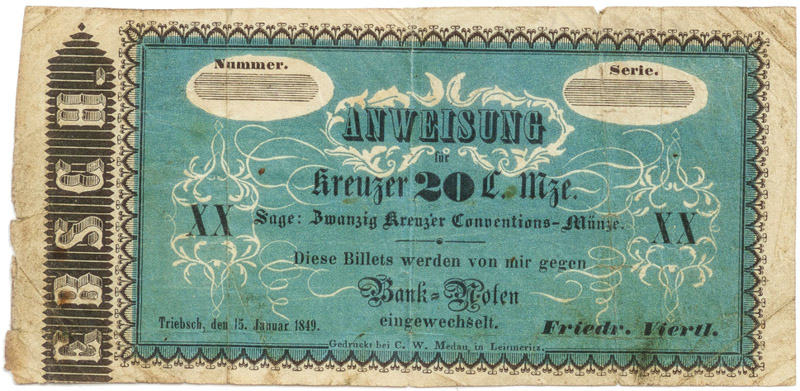 EBSCH.
Nummer.
Serie.
ANWEISUNG
für
Kreuzer 20 C. Mze.
XX
Sage: Zwanzig Kreuzer Conventions-Münze.
XX
Diese Billets werden von mir gegen
Bank-Noten
eingewechselt.
Triebsch, den 15. Januar 1849.
Friedr. Viertl.
Gedruckt bei C. W. Medau, in Leitmeritz.